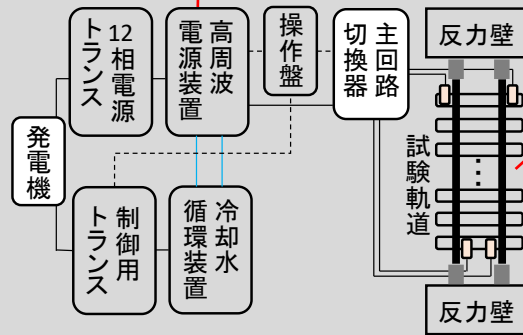 12相電源
トランス
高周波
電源装置
操作盤
主回路
切換器
反力壁
発電機
試験軌道
制御用
トランス
冷却水
循環装置
反力壁